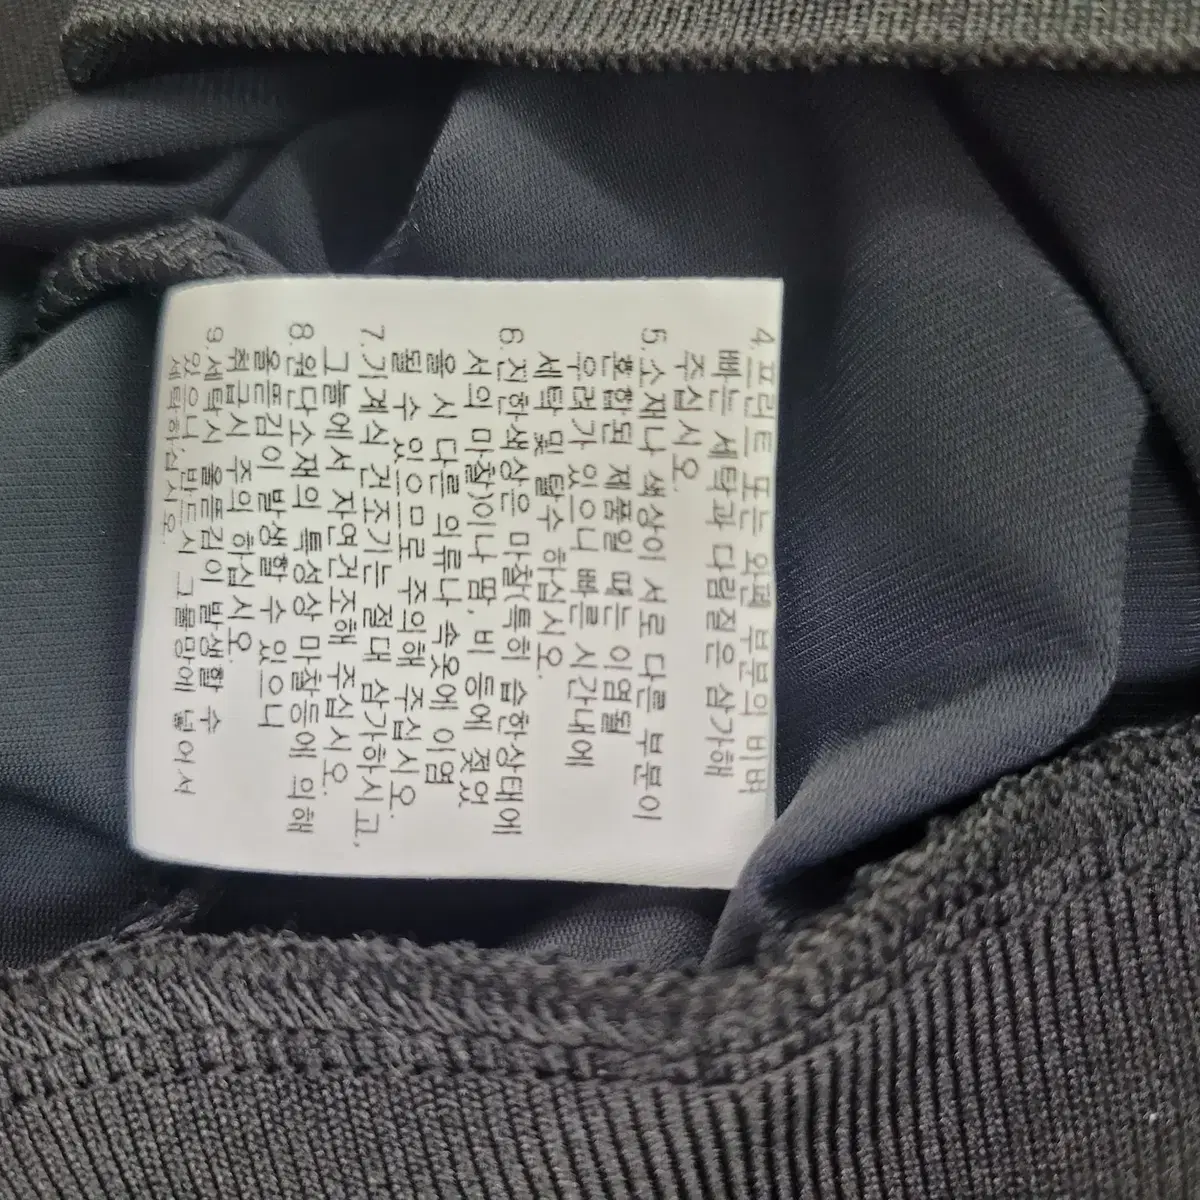 4. 프린트 또는 외폐 부분의 비벼
빠는 세탁과 다림질은 삼가해
주십시오.
5. 소재나 색상이 서로 다른 부분이
혼합된 제품일 때는 이염될
우려가 있으니 빠른 시간내에
세탁 및 탈수 하십시오.
6. 진한색상은 마찰(특히 습한상태에
서의 마찰)이나 땀, 비 등에 젖었
을 시 다른 의류나 속옷에 이염
될 수 있으므로 주의해 주십시오.
7. 기계식 건조기는 절대 삼가하시고,
그늘에서 자연건조해 주십시오.
8. 원단소재의 특성상 마찰등에 의해
올뜯김이 발생할 수 있으니
취급시 주의 하십시오.
9. 세탁시 올뜯김이 발생할 수
있으니, 반드시 그물망에 넣어서
세탁하십시오.